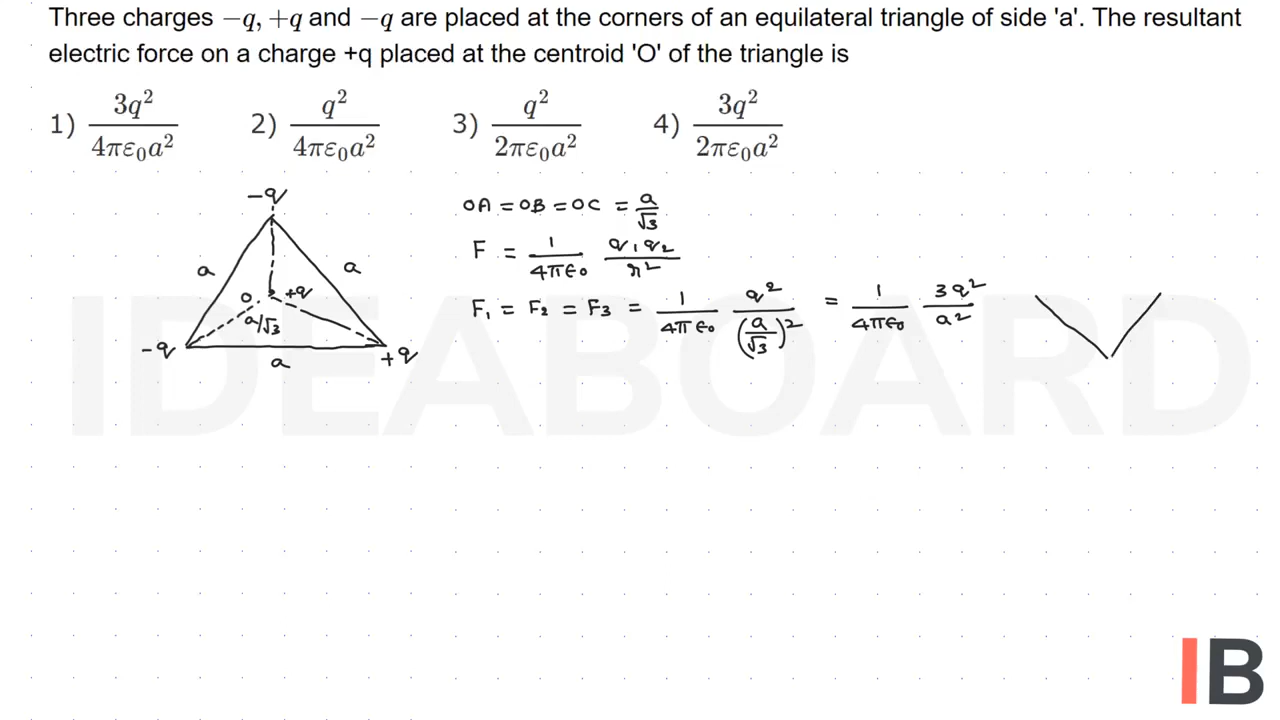 Three charges −q, +q and −q are placed at the corners of an equilateral triangle of side 'a'. The resultant
electric force on a charge +q placed at the centroid 'O' of the triangle is
1) 3q²/4πε₀a² 2) q²/4πε₀a² 3) q²/2πε₀a² 4) 3q²/2πε₀a²
−q
a a
O. +q
a/√3
−q +q
a
OA = OB = OC = a/√3
F = 1/4πϵ₀ q₁q₂/r²
F₁ = F₂ = F₃ = 1/4πϵ₀ q²/(a/√3)² = 1/4πϵ₀ 3q²/a²
IDEABOARD
IB